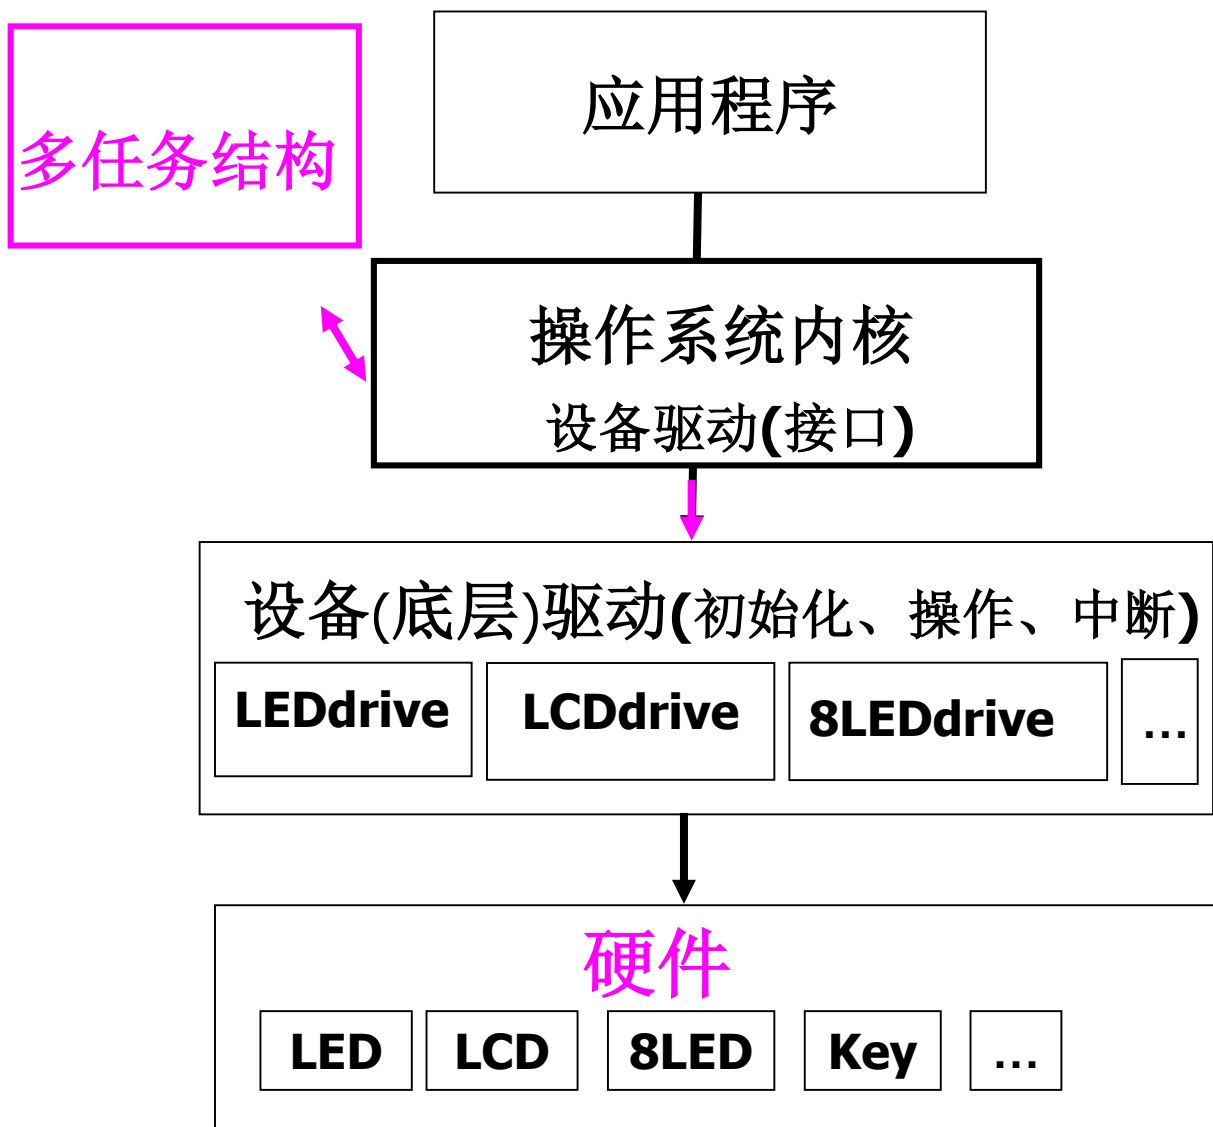 应用程序
多任务结构
操作系统内核
设备驱动(接口)
设备(底层)驱动(初始化、操作、中断)
LEDdrive
LCDdrive
8LEDdrive
…
硬件
LED
LCD
8LED
Key
…